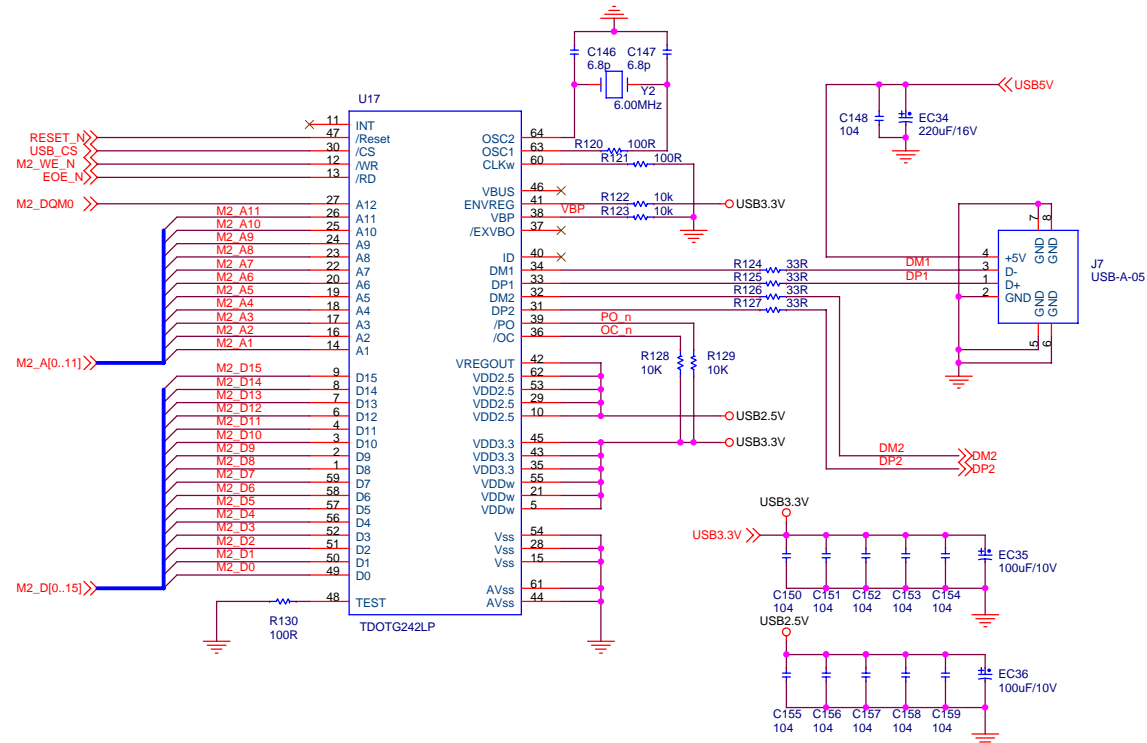 C146 C147
6.8p 6.8p
Y2
6.00MHz
U17
11 INT
RESET_N 47 /Reset
USB_CS 30 /CS
M2_WE_N 12 /WR
EOE_N 13 /RD
M2_DQM0 27 A12
M2_A11 26 A11
M2_A10 25 A10
M2_A9 24 A9
M2_A8 23 A8
M2_A7 22 A7
M2_A6 20 A6
M2_A5 19 A5
M2_A4 18 A4
M2_A3 17 A3
M2_A2 16 A2
M2_A1 14 A1
M2_A[0..11]
M2_D15 9 D15
M2_D14 8 D14
M2_D13 7 D13
M2_D12 6 D12
M2_D11 4 D11
M2_D10 3 D10
M2_D9 2 D9
M2_D8 1 D8
M2_D7 59 D7
M2_D6 58 D6
M2_D5 57 D5
M2_D4 56 D4
M2_D3 52 D3
M2_D2 51 D2
M2_D1 50 D1
M2_D0 49 D0
M2_D[0..15]
48 TEST
R130
100R
TDOTG242LP
OSC2 64
OSC1 63 R120 100R
CLKw 60 R121 100R
VBUS 46
ENVREG 41 R122 10k USB3.3V
VBP 38 VBP R123 10k
/EXVBO 37
ID 40
DM1 34 R124 33R DM1
DP1 33 R125 33R DP1
DM2 32 R126 33R
DP2 31 R127 33R
/PO 39 PO_n
/OC 36 OC_n
R128 R129
10K 10K
VREGOUT 42
VDD2.5 62
VDD2.5 53
VDD2.5 29
VDD2.5 10 USB2.5V
VDD3.3 45 USB3.3V
VDD3.3 43
VDD3.3 35
VDDw 55
VDDw 21
VDDw 5
Vss 54
Vss 28
Vss 15
AVss 61
AVss 44
USB5V
C148
104
EC34
220uF/16V
7 8
GND GND
4 +5V
3 D-
1 D+
2 GND
GND GND
5 6
J7
USB-A-05
DM2 DM2
DP2 DP2
USB3.3V
USB3.3V
EC35
100uF/10V
C150 C151 C152 C153 C154
104 104 104 104 104
USB2.5V
EC36
100uF/10V
C155 C156 C157 C158 C159
104 104 104 104 104